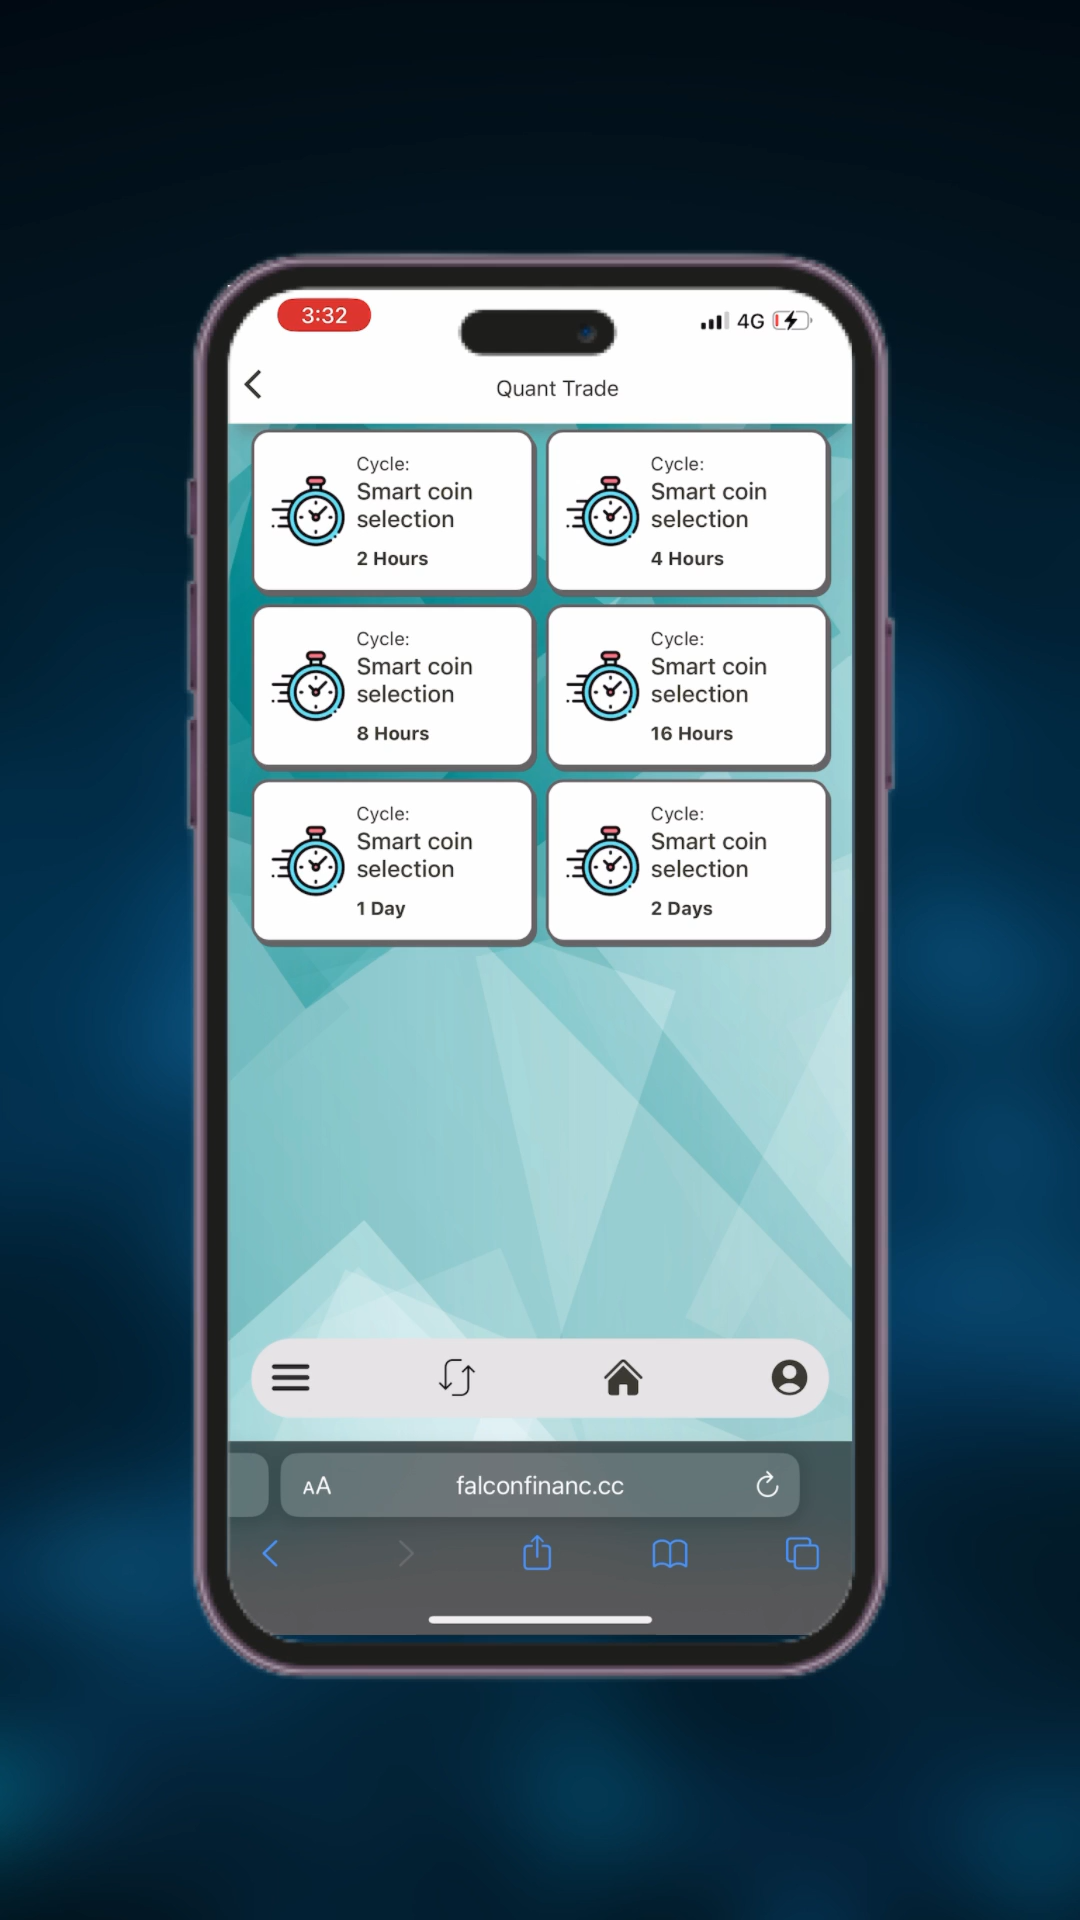 3:32
4G
Quant Trade
Cycle:
Smart coin
selection
2 Hours
Cycle:
Smart coin
selection
4 Hours
Cycle:
Smart coin
selection
8 Hours
Cycle:
Smart coin
selection
16 Hours
Cycle:
Smart coin
selection
1 Day
Cycle:
Smart coin
selection
2 Days
AA
falconfinanc.cc